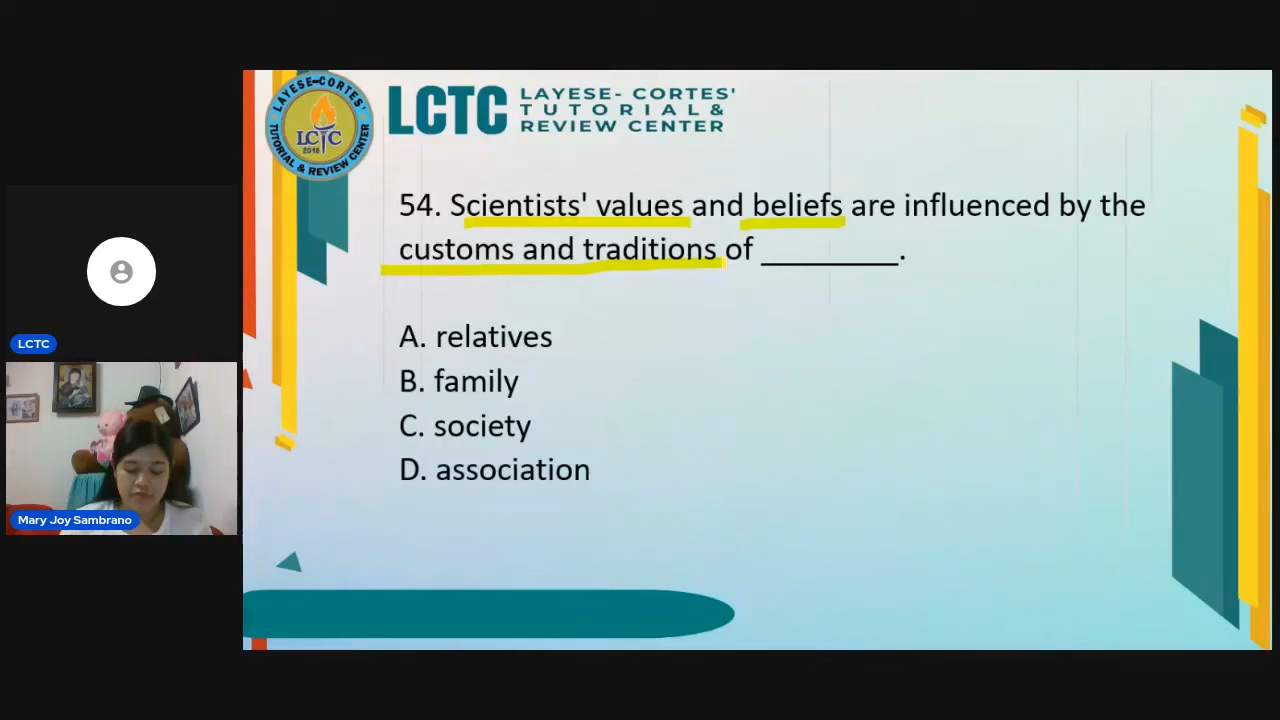 LAYESE-CORTES'
LCTC
2018
TUTORIAL & REVIEW CENTER
LCTC
LAYESE- CORTES'
TUTORIAL &
REVIEW CENTER
54. Scientists' values and beliefs are influenced by the
customs and traditions of _________.
A. relatives
B. family
C. society
D. association
LCTC
Mary Joy Sambrano